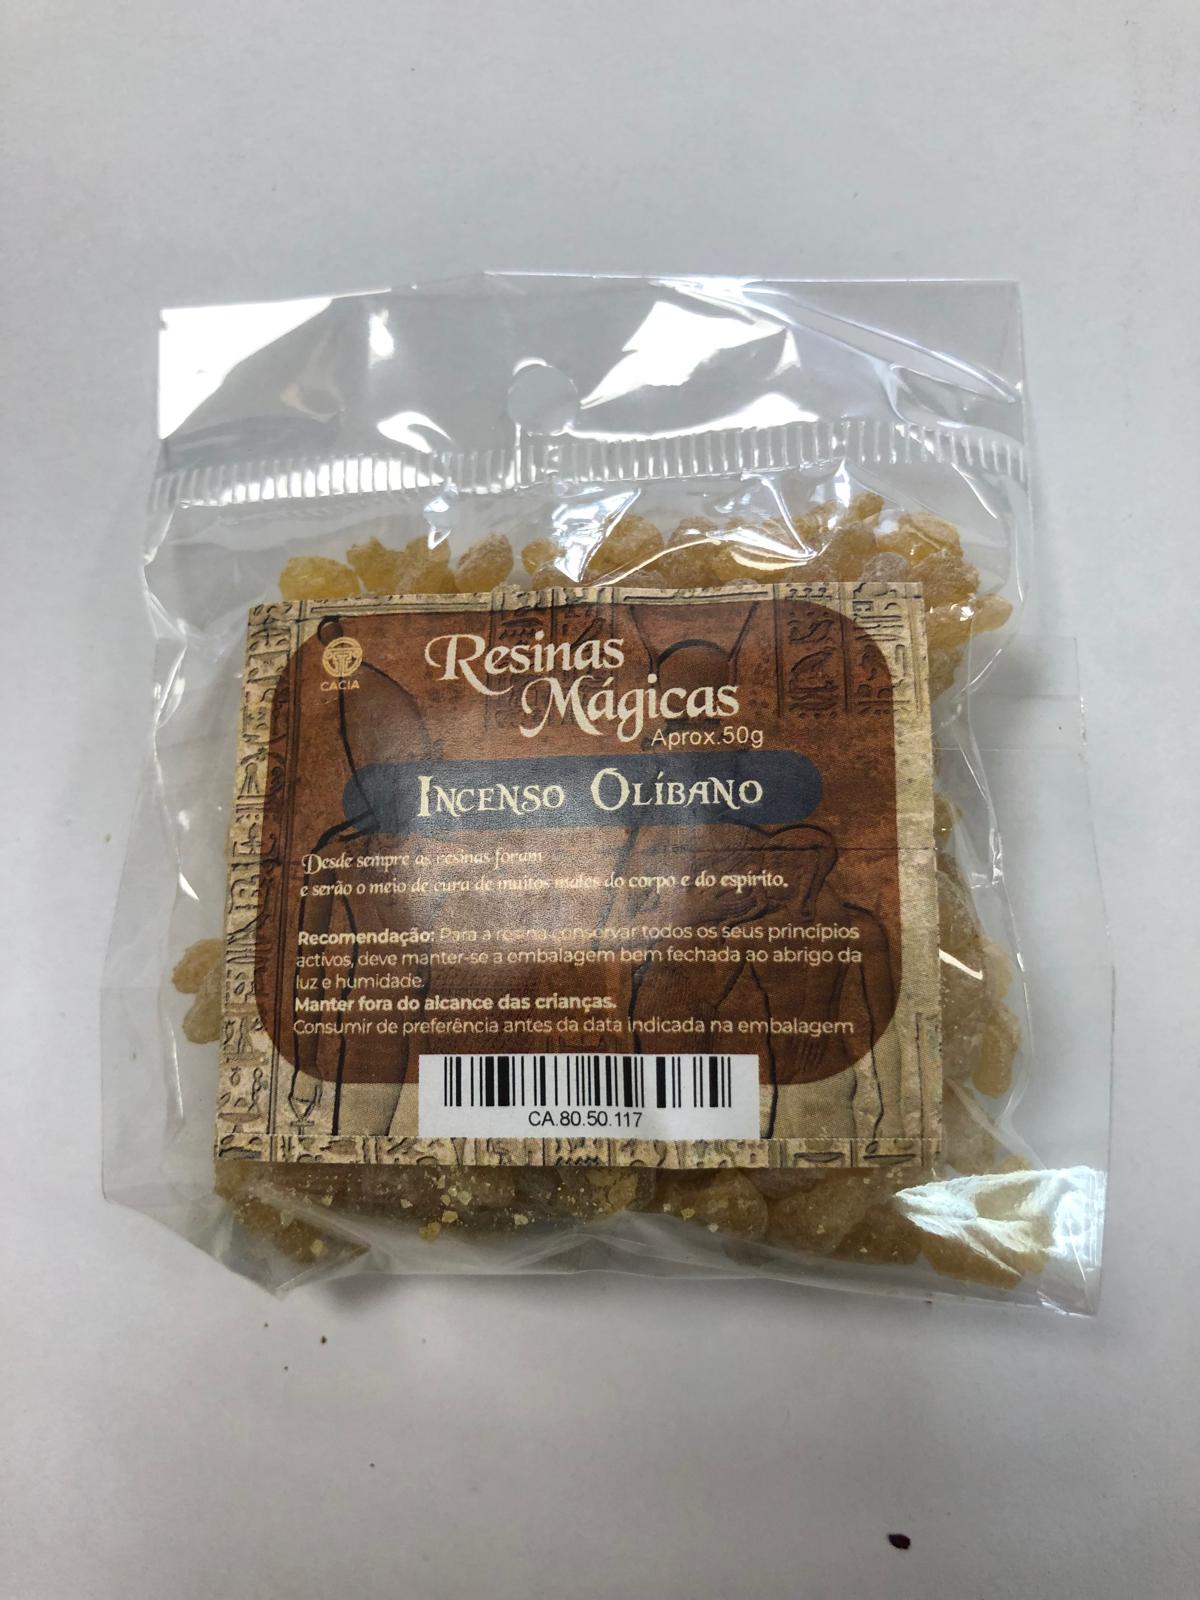 CACIA
Resinas
Mágicas
Aprox.50g
INCENSO OLÍBANO
Desde sempre as resinas foram
e serão o meio de cura de muitos males do corpo e do espírito.
Recomendação: Para a resina conservar todos os seus princípios
activos, deve manter-se a embalagem bem fechada ao abrigo da
luz e humidade.
Manter fora do alcance das crianças.
Consumir de preferência antes da data indicada na embalagem
CA.80.50.117